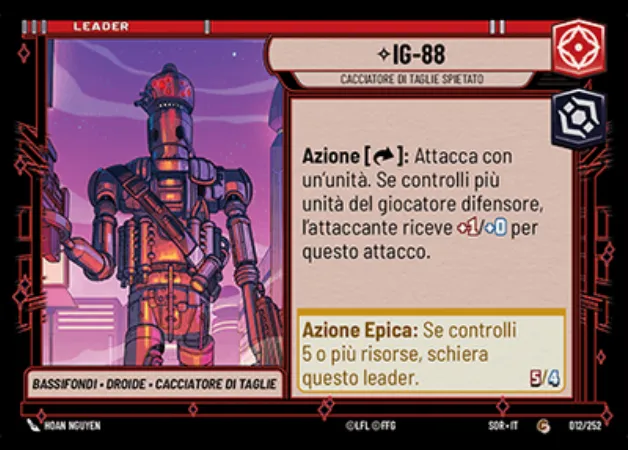 LEADER
IG-88
CACCIATORE DI TAGLIE SPIETATO
Azione [ ]: Attacca con
un'unità. Se controlli più
unità del giocatore difensore,
l'attaccante riceve +1/+0 per
questo attacco.
Azione Epica: Se controlli
5 o più risorse, schiera
questo leader.
5/4
BASSIFONDI • DROIDE • CACCIATORE DI TAGLIE
HOAN NGUYEN
©LFL ©FFG
SOR • IT
C
012/252